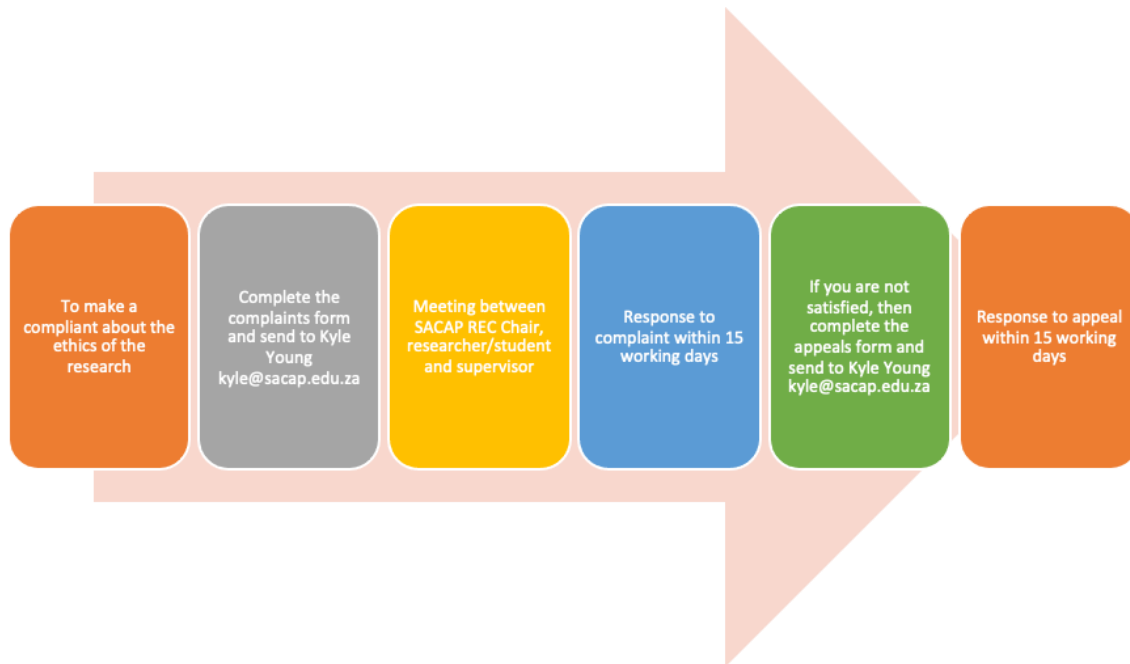 To make a
compliant about the
ethics of the
research
Complete the
complaints form
and send to Kyle
Young
kyle@sacap.edu.za
Meeting between
SACAP REC Chair,
researcher/student
and supervisor
Response to
complaint within 15
working days
If you are not
satisfied, then
complete the
appeals form and
send to Kyle Young
kyle@sacap.edu.za
Response to appeal
within 15 working
days